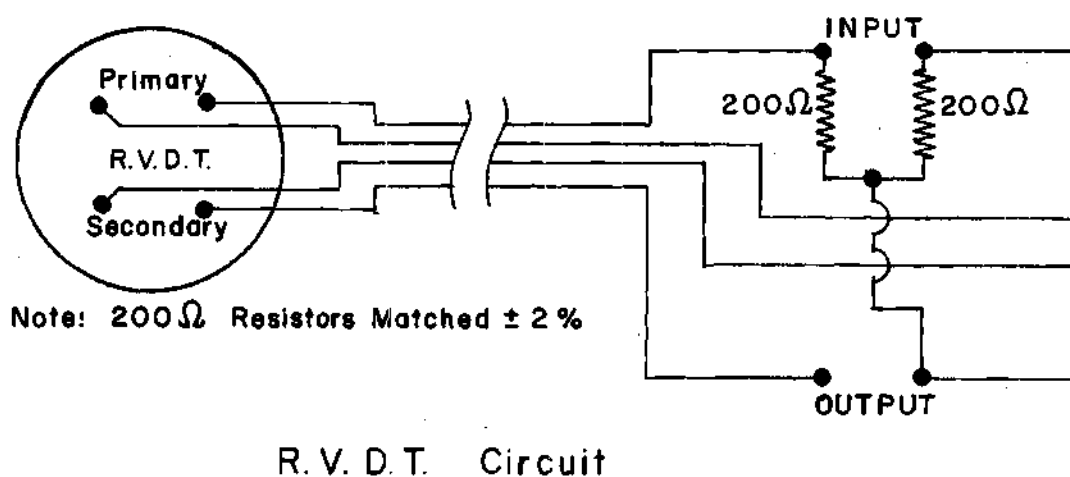 INPUT
Primary
200Ω 200Ω
R.V.D.T.
Secondary
Note: 200Ω Resistors Matched ± 2%
OUTPUT
R.V.D.T. Circuit